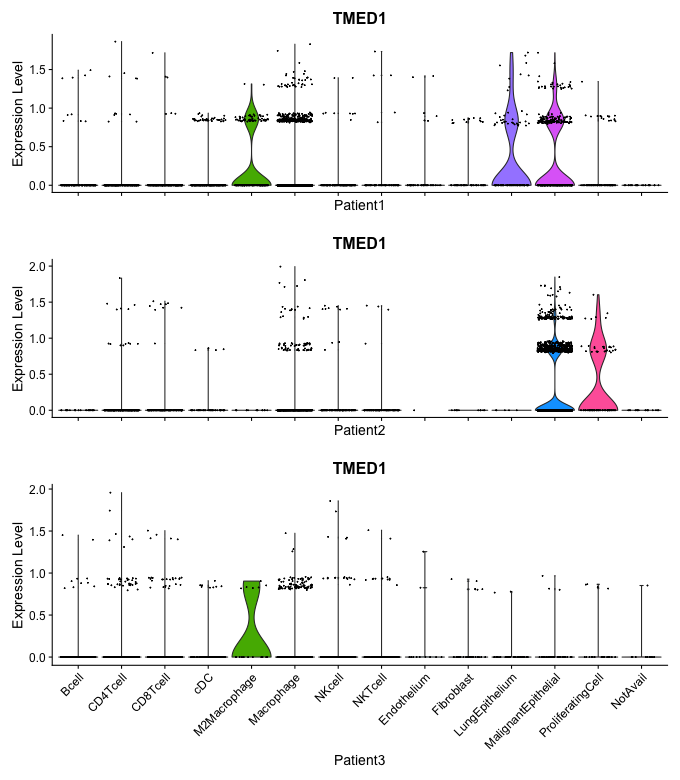 TMED1
Expression Level
1.5
1.0
0.5
0.0
Patient1
TMED1
Expression Level
2.0
1.5
1.0
0.5
0.0
Patient2
TMED1
Expression Level
2.0
1.5
1.0
0.5
0.0
Bcell
CD4Tcell
CD8Tcell
cDC
M2Macrophage
Macrophage
NKcell
NKTcell
Endothelium
Fibroblast
LungEpithelium
MalignantEpithelial
ProliferatingCell
NotAvail
Patient3